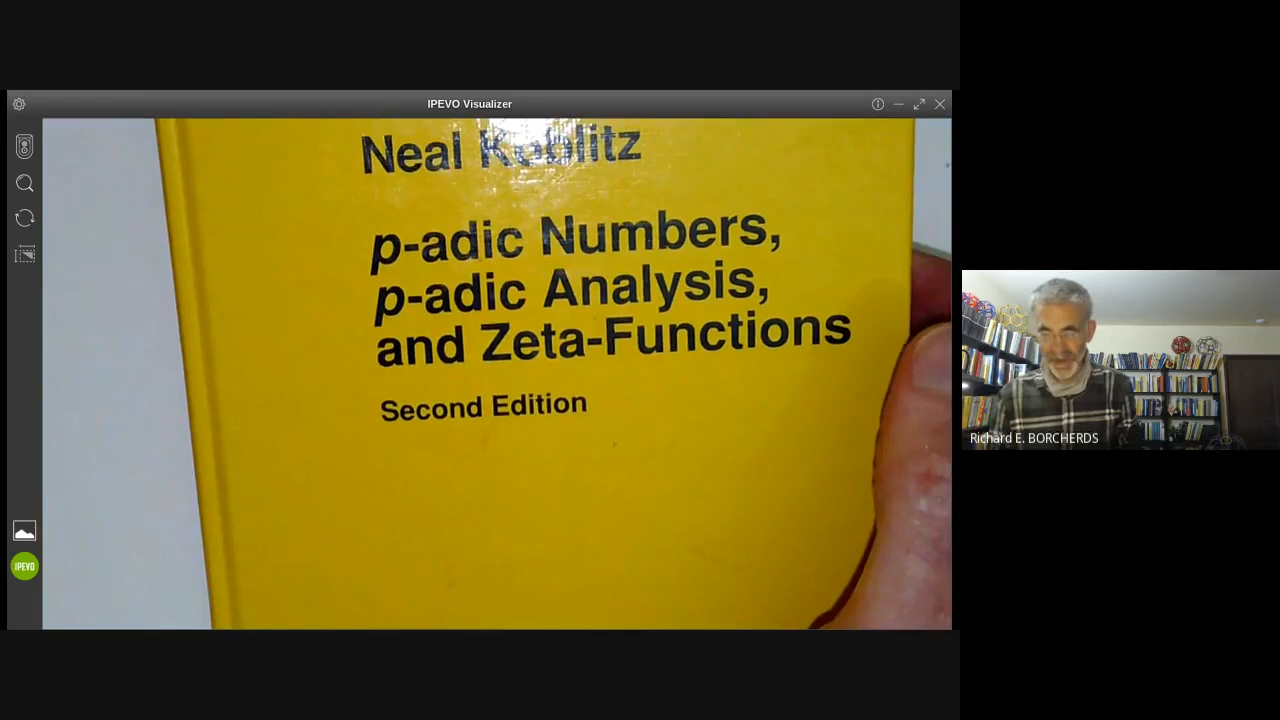 IPEVO Visualizer
Neal Koblitz
p-adic Numbers,
p-adic Analysis,
and Zeta-Functions
Second Edition
IPEVO
Richard E. BORCHERDS